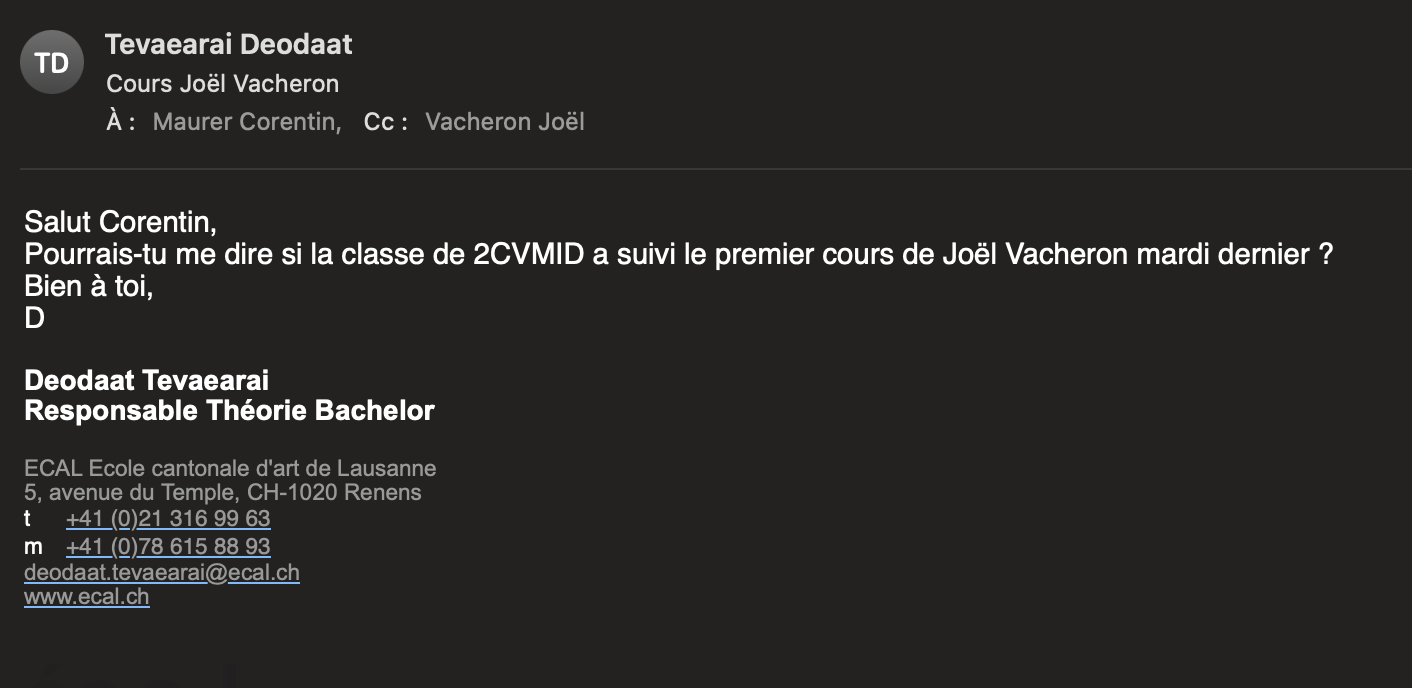 TD
Tevaearai Deodaat
Cours Joël Vacheron
À : Maurer Corentin, Cc : Vacheron Joël
Salut Corentin,
Pourrais-tu me dire si la classe de 2CVMID a suivi le premier cours de Joël Vacheron mardi dernier ?
Bien à toi,
D
Deodaat Tevaearai
Responsable Théorie Bachelor
ECAL Ecole cantonale d'art de Lausanne
5, avenue du Temple, CH-1020 Renens
t +41 (0)21 316 99 63
m +41 (0)78 615 88 93
deodaat.tevaearai@ecal.ch
www.ecal.ch